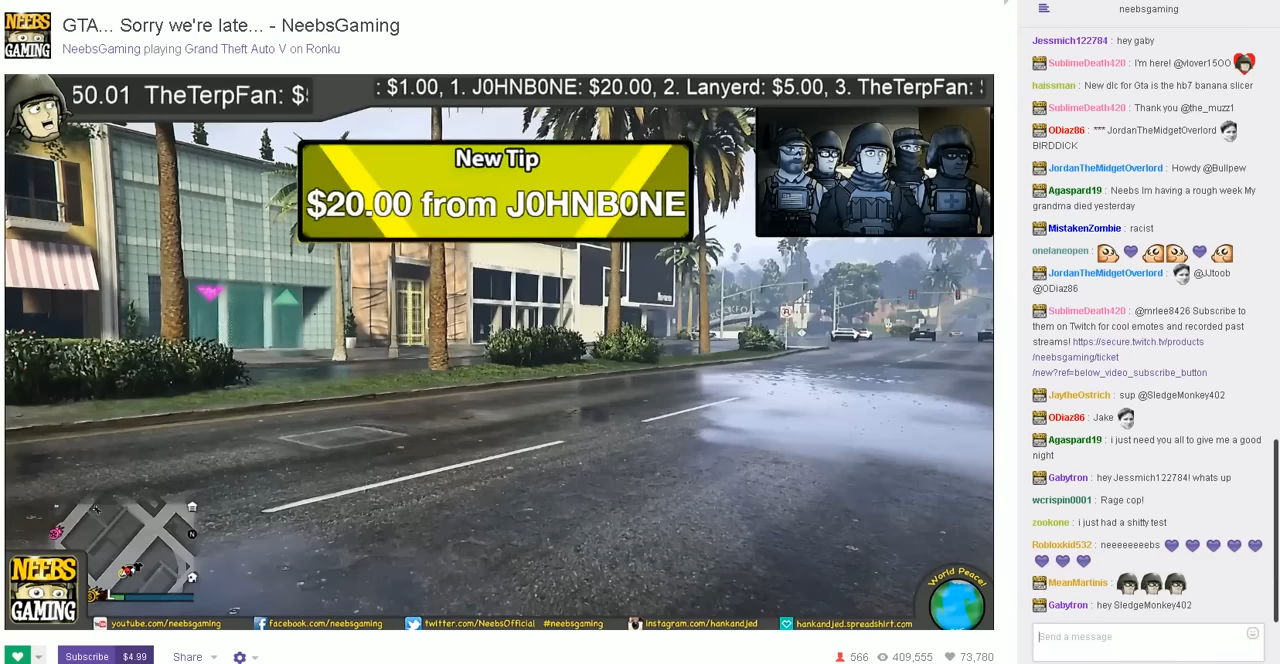 NEEBS
GAMING
GTA... Sorry we're late... - NeebsGaming
NeebsGaming playing Grand Theft Auto V on Ronku
50.01 TheTerpFan: $
: $1.00, 1. J0HNB0NE: $20.00, 2. Lanyerd: $5.00, 3. TheTerpFan:
New Tip
$20.00 from J0HNB0NE
N
NEEBS
GAMING
World Peace!
youtube.com/neebsgaming
facebook.com/neebsgaming
twitter.com/NeebsOfficial #neebsgaming
instagram.com/hankandjed
hankandjed.spreadshirt.com
Subscribe $4.99
Share
566 409,555 73,780
neebsgaming
Jessmich122784 : hey gaby
SublimeDeath420 : I'm here! @vlover1500
haissman : New dlc for Gta is the hb7 banana slicer
SublimeDeath420 : Thank you @the_muzz1
ODiaz86 : *** JordanTheMidgetOverlord
BIRDDICK
JordanTheMidgetOverlord : Howdy @Bullpew
Agaspard19 : Neebs Im having a rough week My
grandma died yesterday
MistakenZombie : racist
onelaneopen :
JordanTheMidgetOverlord : @JJtoob
@ODiaz86
SublimeDeath420 : @mrlee8426 Subscribe to
them on Twitch for cool emotes and recorded past
streams! https://secure.twitch.tv/products
/neebsgaming/ticket
/new?ref=below_video_subscribe_button
JaytheOstrich : sup @SledgeMonkey402
ODiaz86 : Jake
Agaspard19 : i just need you all to give me a good
night
Gabytron : hey Jessmich122784! whats up
wcrispin0001 : Rage cop!
zookone : i just had a shitty test
Robloxkid532 : neeeeeeeebs
MeanMartinis :
Gabytron : hey SledgeMonkey402
Send a message